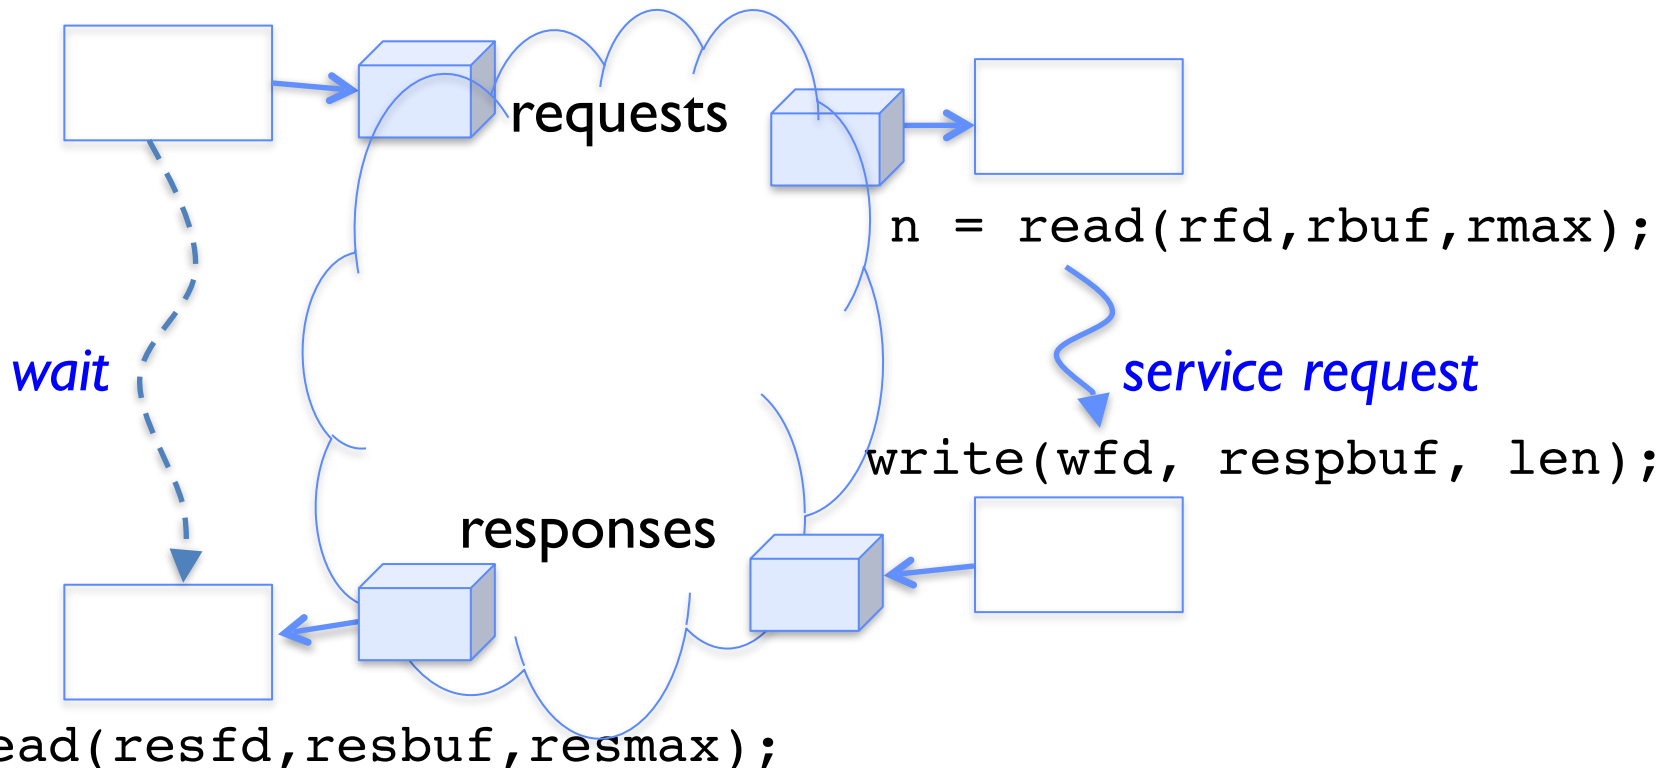 requests
n = read(rfd,rbuf,rmax);
wait
service request
write(wfd, respbuf, len);
responses
ead(resfd,resbuf,resmax);